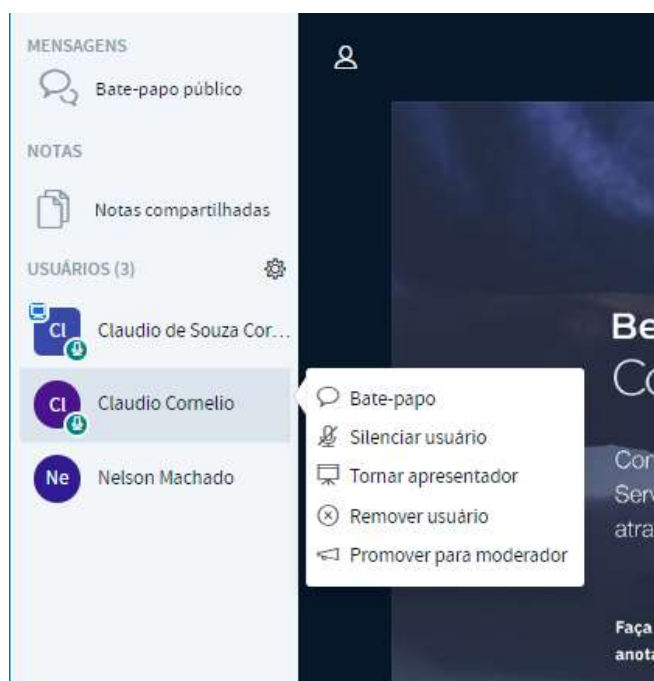 MENSAGENS
Bate-papo público
NOTAS
Notas compartilhadas
USUÁRIOS (3)
Cl
Claudio de Souza Cor...
Cl
Claudio Cornelio
Ne
Nelson Machado
Bate-papo
Silenciar usuário
Tornar apresentador
Remover usuário
Promover para moderador
Be
Co
Con
Serv
atra
Faça
anota